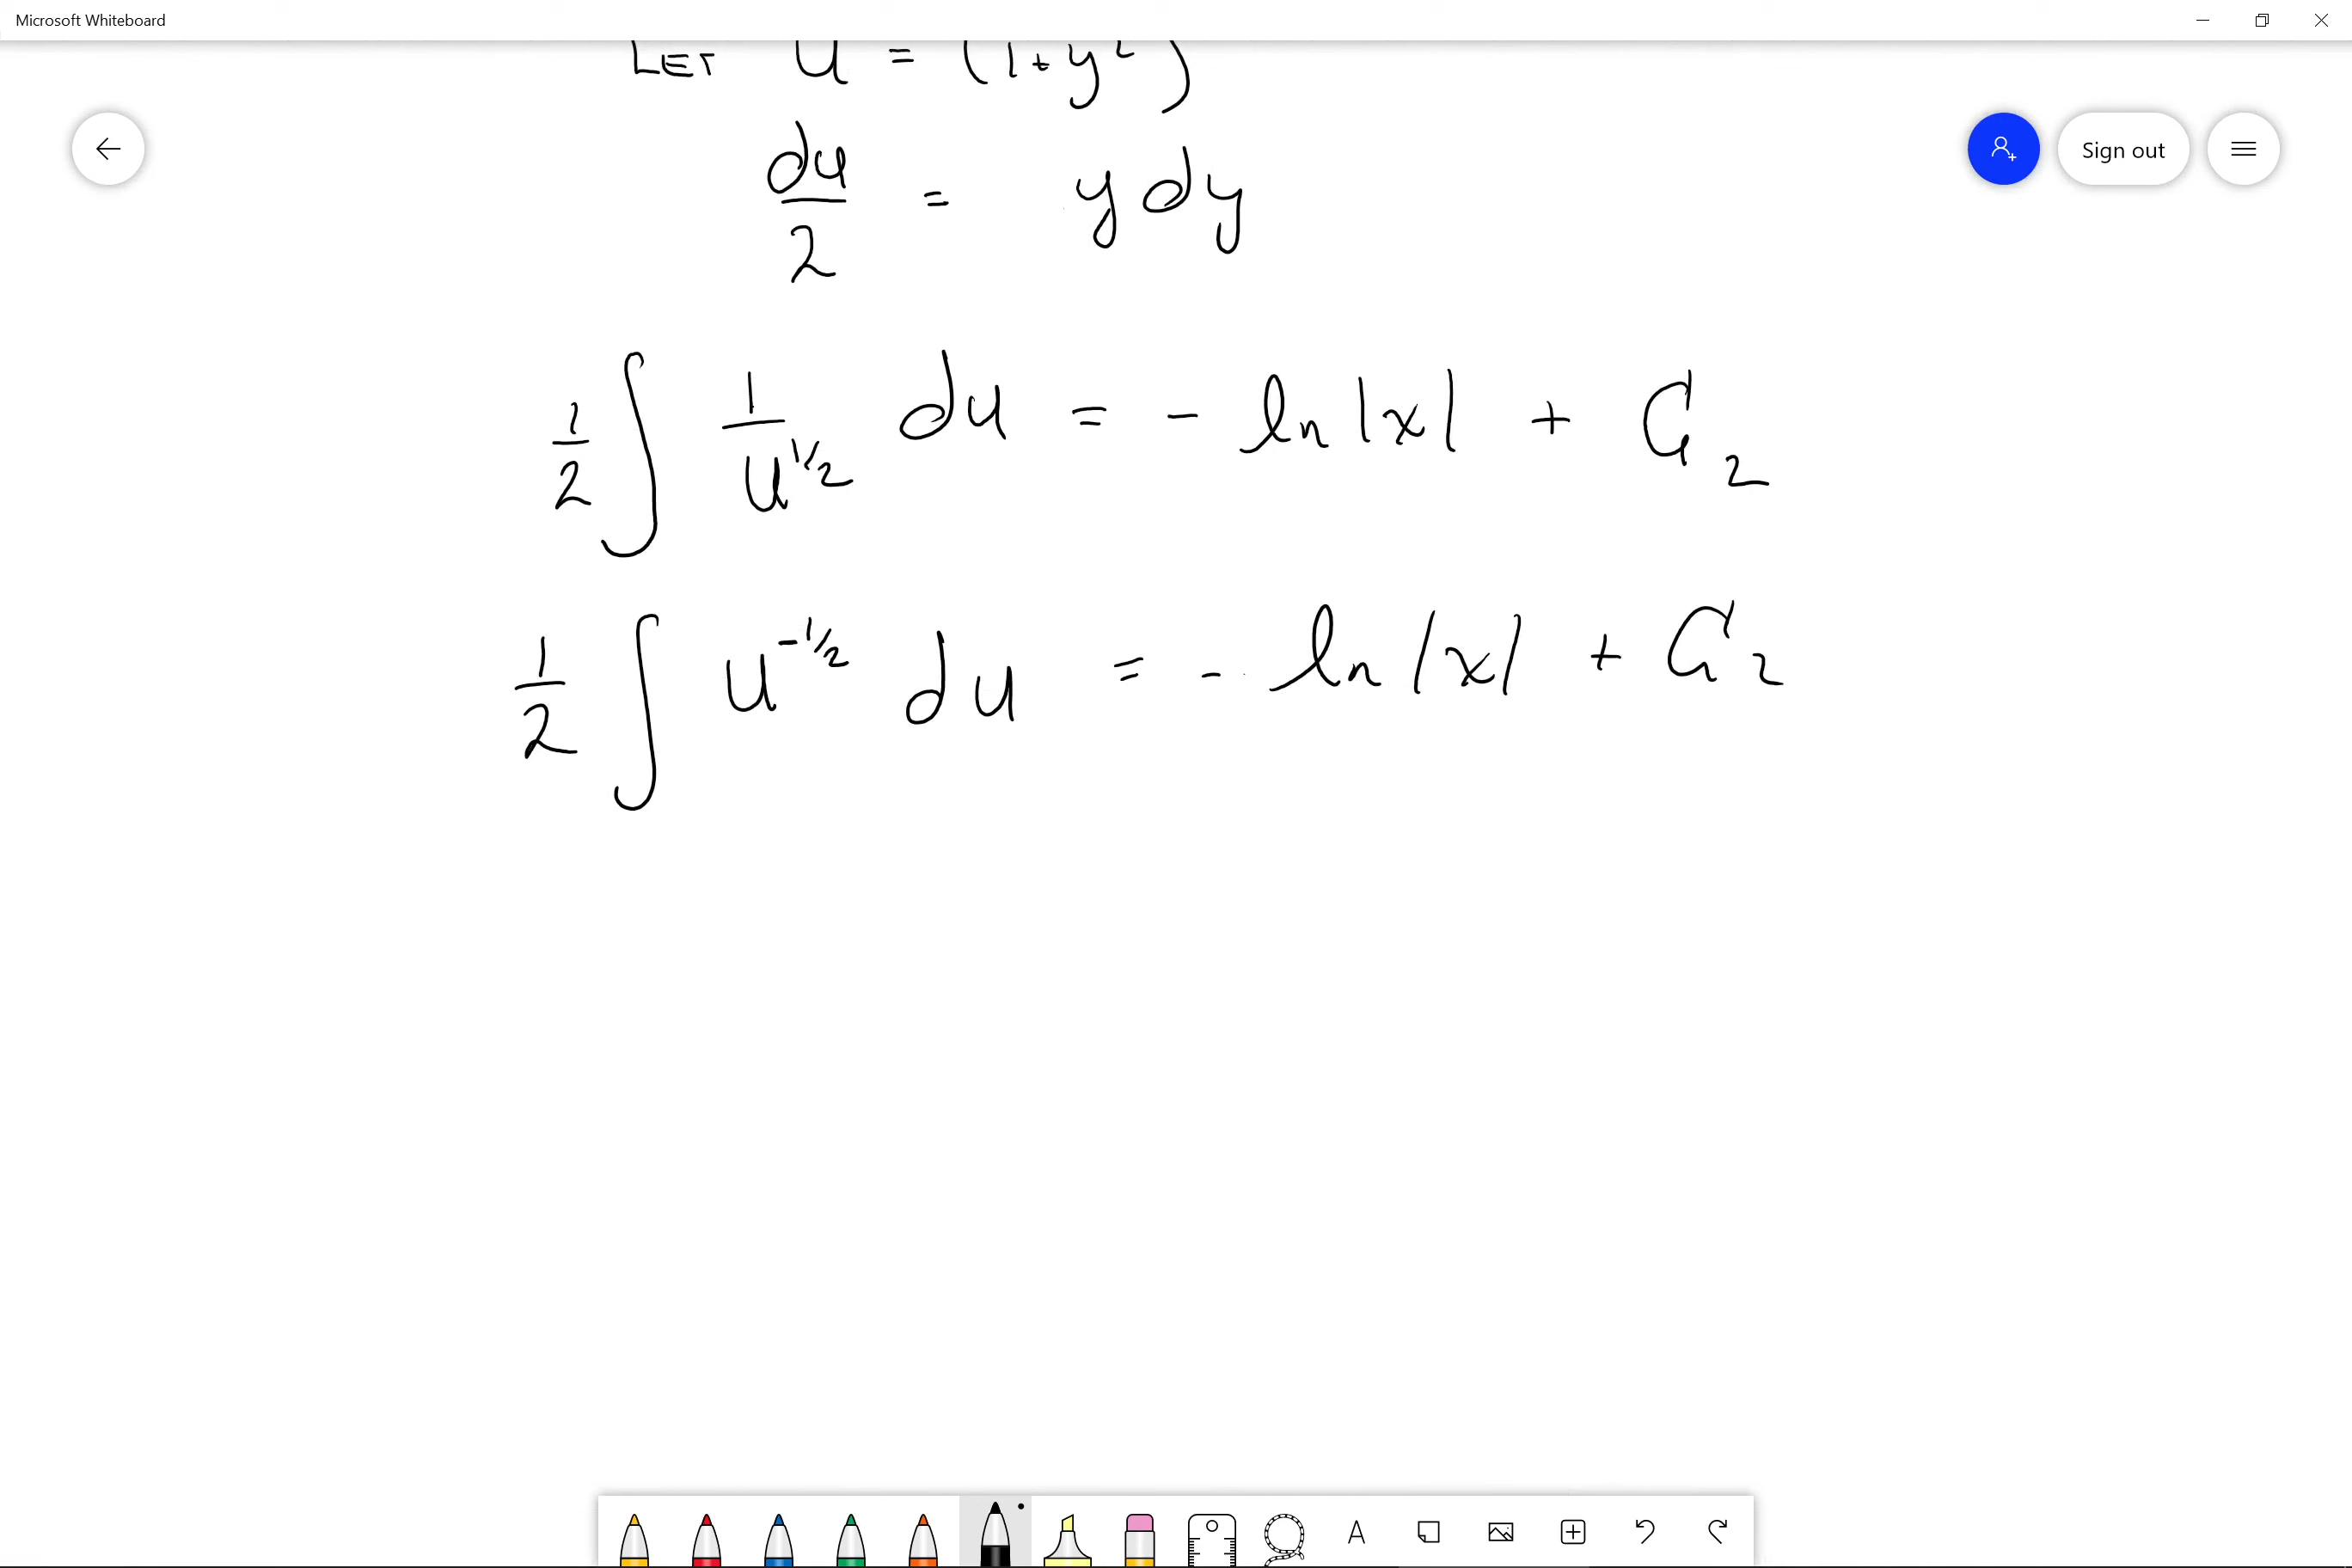 Microsoft Whiteboard
LET u = (1+y²)
du/2 = y dy
Sign out
1/2 ∫ 1/u^1/2 du = - ln|x| + C₂
1/2 ∫ u^-1/2 du = - ln|x| + C₂